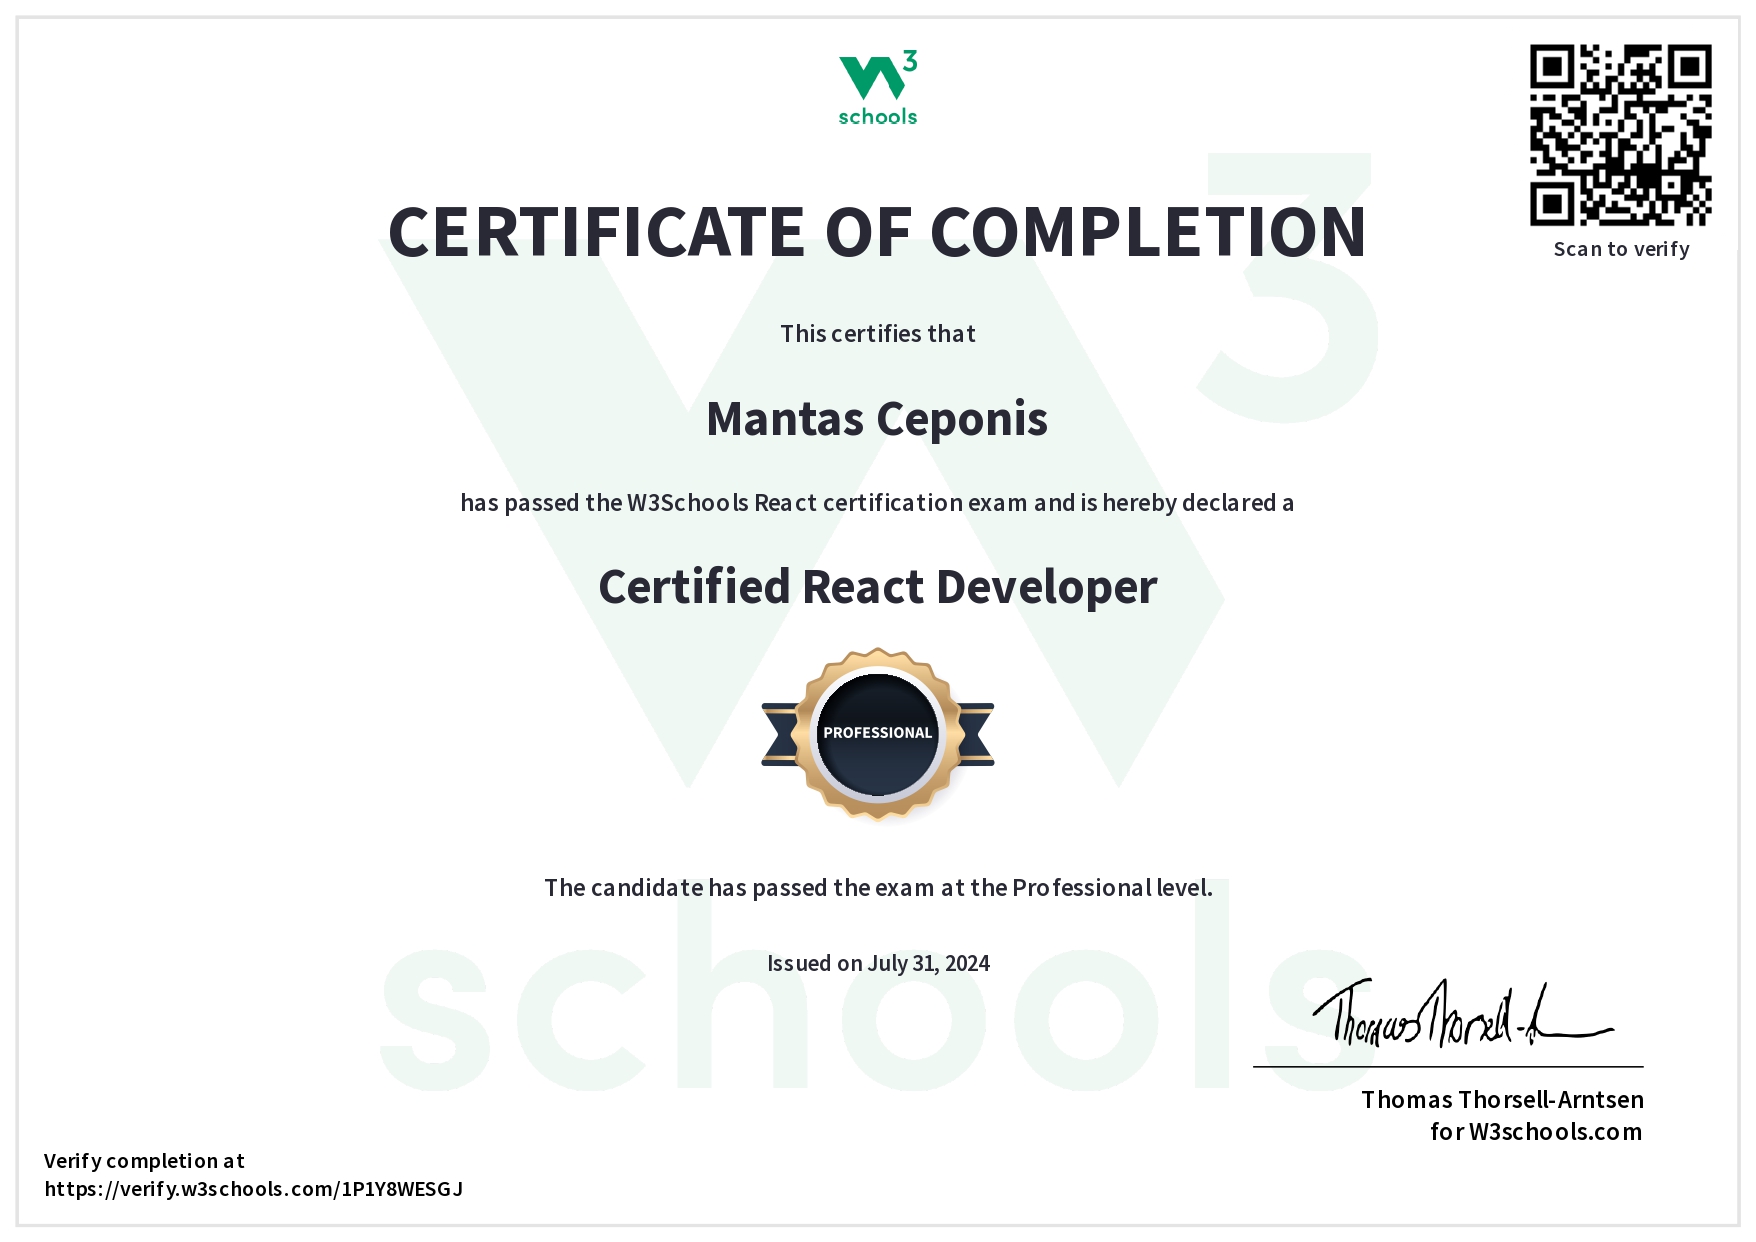 W3
schools
Scan to verify
CERTIFICATE OF COMPLETION
This certifies that
Mantas Ceponis
has passed the W3Schools React certification exam and is hereby declared a
Certified React Developer
PROFESSIONAL
The candidate has passed the exam at the Professional level.
Issued on July 31, 2024
Thomas Thorsell-A
Thomas Thorsell-Arntsen
for W3schools.com
Verify completion at
https://verify.w3schools.com/1P1Y8WESGJ
W3
schools